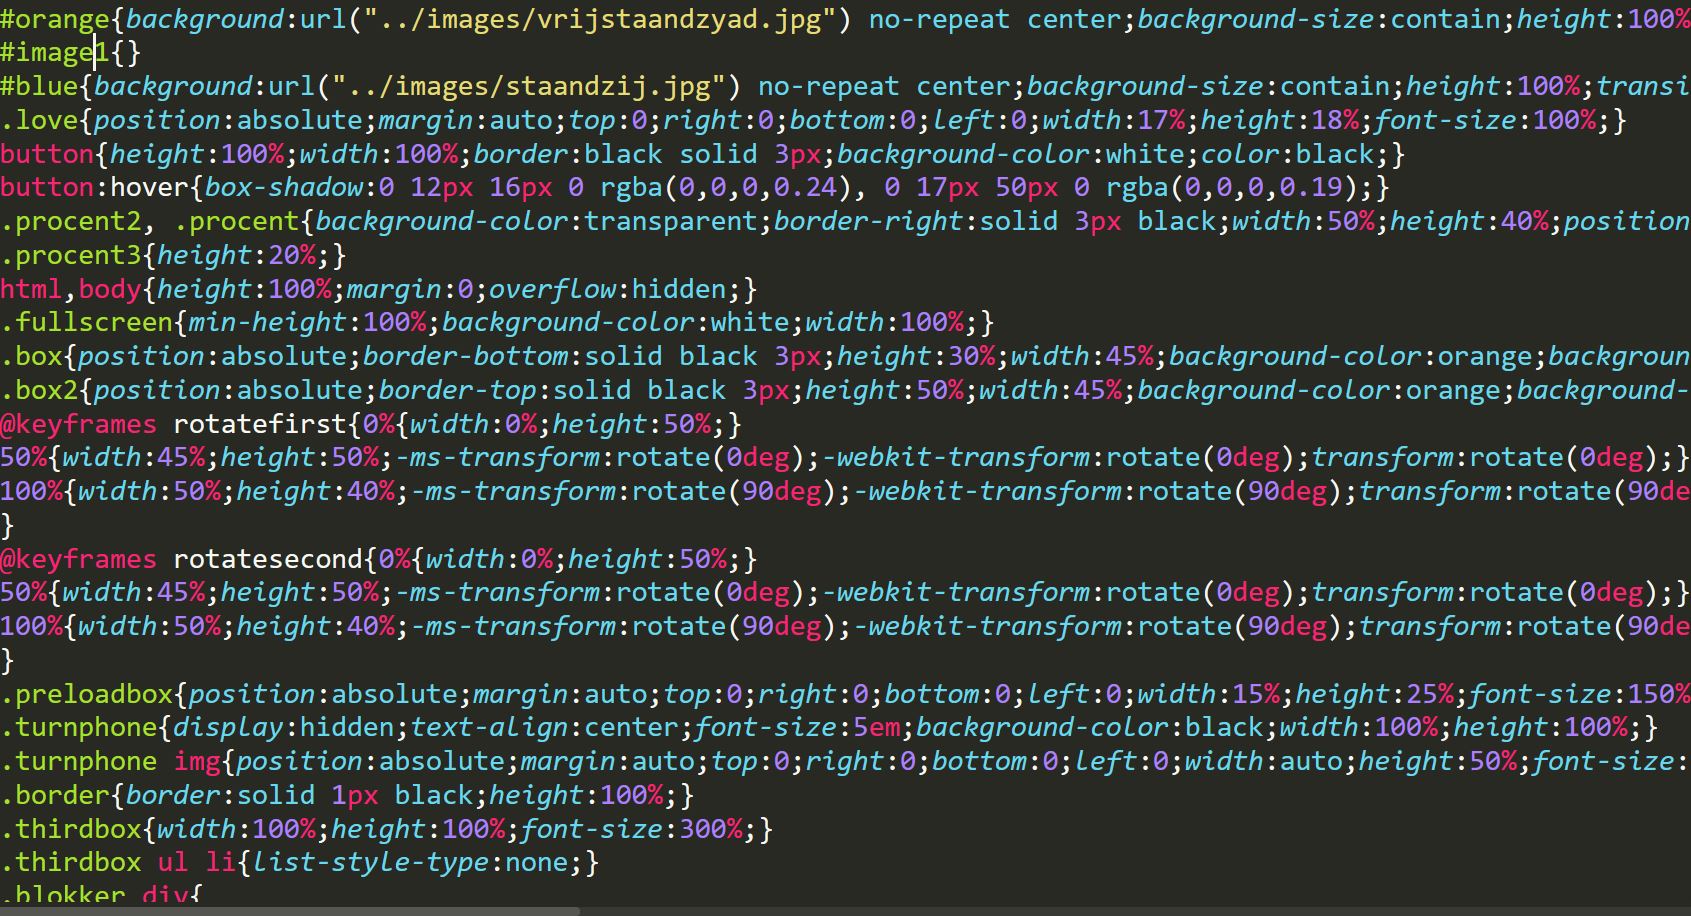 #orange{background:url("../images/vrijstaandzyad.jpg") no-repeat center;background-size:contain;height:100%
#image1{}
#blue{background:url("../images/staandzij.jpg") no-repeat center;background-size:contain;height:100%;transi
.love{position:absolute;margin:auto;top:0;right:0;bottom:0;left:0;width:17%;height:18%;font-size:100%;}
button{height:100%;width:100%;border:black solid 3px;background-color:white;color:black;}
button:hover{box-shadow:0 12px 16px 0 rgba(0,0,0,0.24), 0 17px 50px 0 rgba(0,0,0,0.19);}
.procent2, .procent{background-color:transparent;border-right:solid 3px black;width:50%;height:40%;position
.procent3{height:20%;}
html,body{height:100%;margin:0;overflow:hidden;}
.fullscreen{min-height:100%;background-color:white;width:100%;}
.box{position:absolute;border-bottom:solid black 3px;height:30%;width:45%;background-color:orange;backgroun
.box2{position:absolute;border-top:solid black 3px;height:50%;width:45%;background-color:orange;background-
@keyframes rotatefirst{0%{width:0%;height:50%;}
50%{width:45%;height:50%;-ms-transform:rotate(0deg);-webkit-transform:rotate(0deg);transform:rotate(0deg);}
100%{width:50%;height:40%;-ms-transform:rotate(90deg);-webkit-transform:rotate(90deg);transform:rotate(90de
}
@keyframes rotatesecond{0%{width:0%;height:50%;}
50%{width:45%;height:50%;-ms-transform:rotate(0deg);-webkit-transform:rotate(0deg);transform:rotate(0deg);}
100%{width:50%;height:40%;-ms-transform:rotate(90deg);-webkit-transform:rotate(90deg);transform:rotate(90de
}
.preloadbox{position:absolute;margin:auto;top:0;right:0;bottom:0;left:0;width:15%;height:25%;font-size:150%
.turnphone{display:hidden;text-align:center;font-size:5em;background-color:black;width:100%;height:100%;}
.turnphone img{position:absolute;margin:auto;top:0;right:0;bottom:0;left:0;width:auto;height:50%;font-size:
.border{border:solid 1px black;height:100%;}
.thirdbox{width:100%;height:100%;font-size:300%;}
.thirdbox ul li{list-style-type:none;}
.blokker div{